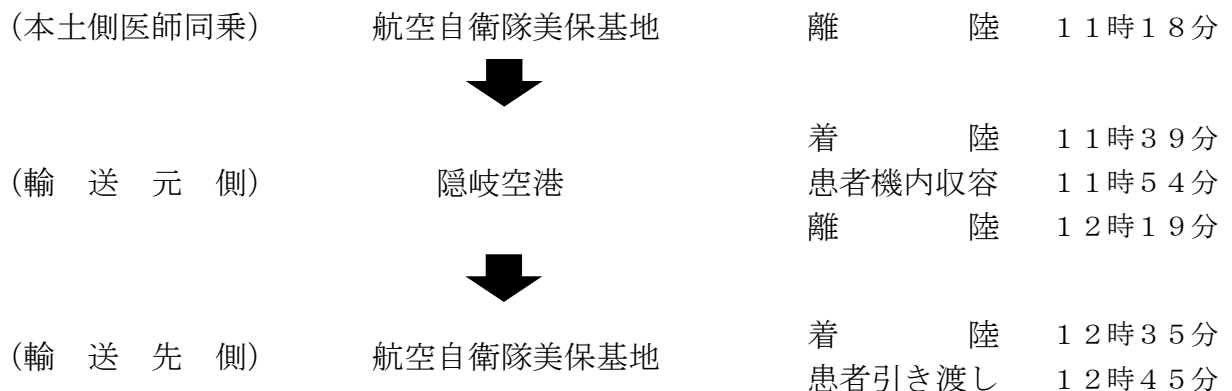 (本土側医師同乗) 航空自衛隊美保基地 離 陸 11時18分
着 陸 11時39分
(輸 送 元 側) 隠岐空港 患者機内収容 11時54分
離 陸 12時19分
着 陸 12時35分
(輸 送 先 側) 航空自衛隊美保基地
患者引き渡し 12時45分